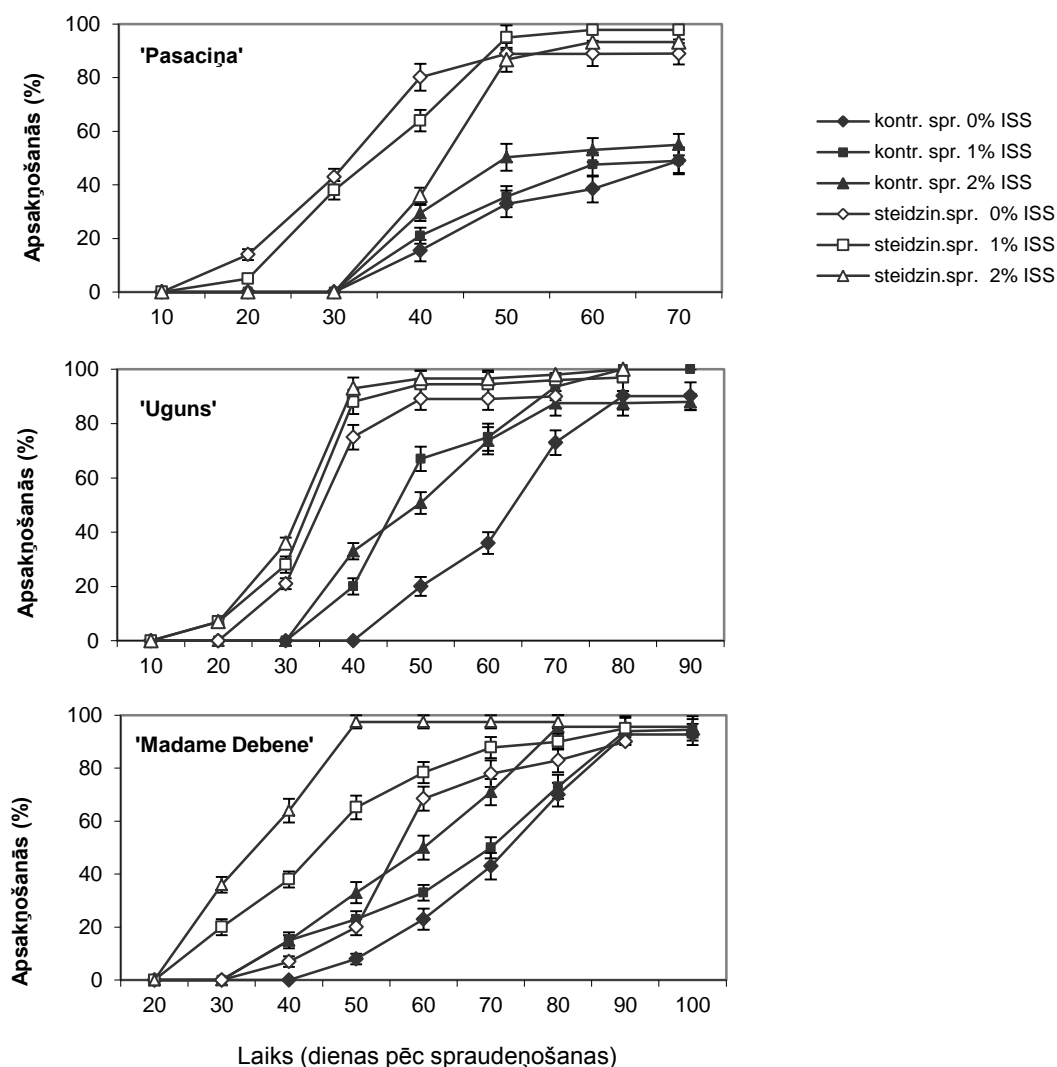 100
80
60
40
20
0
Apsakņošanās (%)
'Pasaciņa'
10 20 30 40 50 60 70
kontr. spr. 0% ISS
kontr. spr. 1% ISS
kontr. spr. 2% ISS
steidzin.spr. 0% ISS
steidzin.spr. 1% ISS
steidzin.spr. 2% ISS
100
80
60
40
20
0
Apsakņošanās (%)
'Uguns'
10 20 30 40 50 60 70 80 90
100
80
60
40
20
0
Apsakņošanās (%)
'Madame Debene'
20 30 40 50 60 70 80 90 100
Laiks (dienas pēc spraudeņošanas)